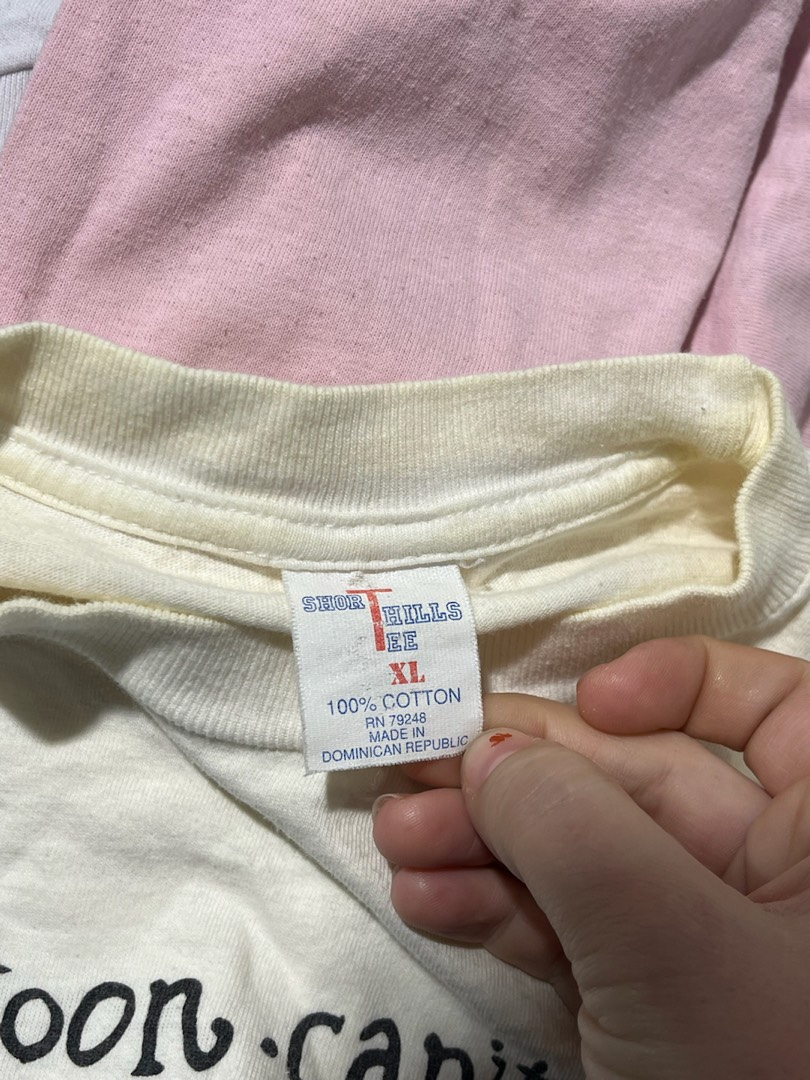 SHORT HILLS
TEE
XL
100% COTTON
RN 79248
MADE IN
DOMINICAN REPUBLIC